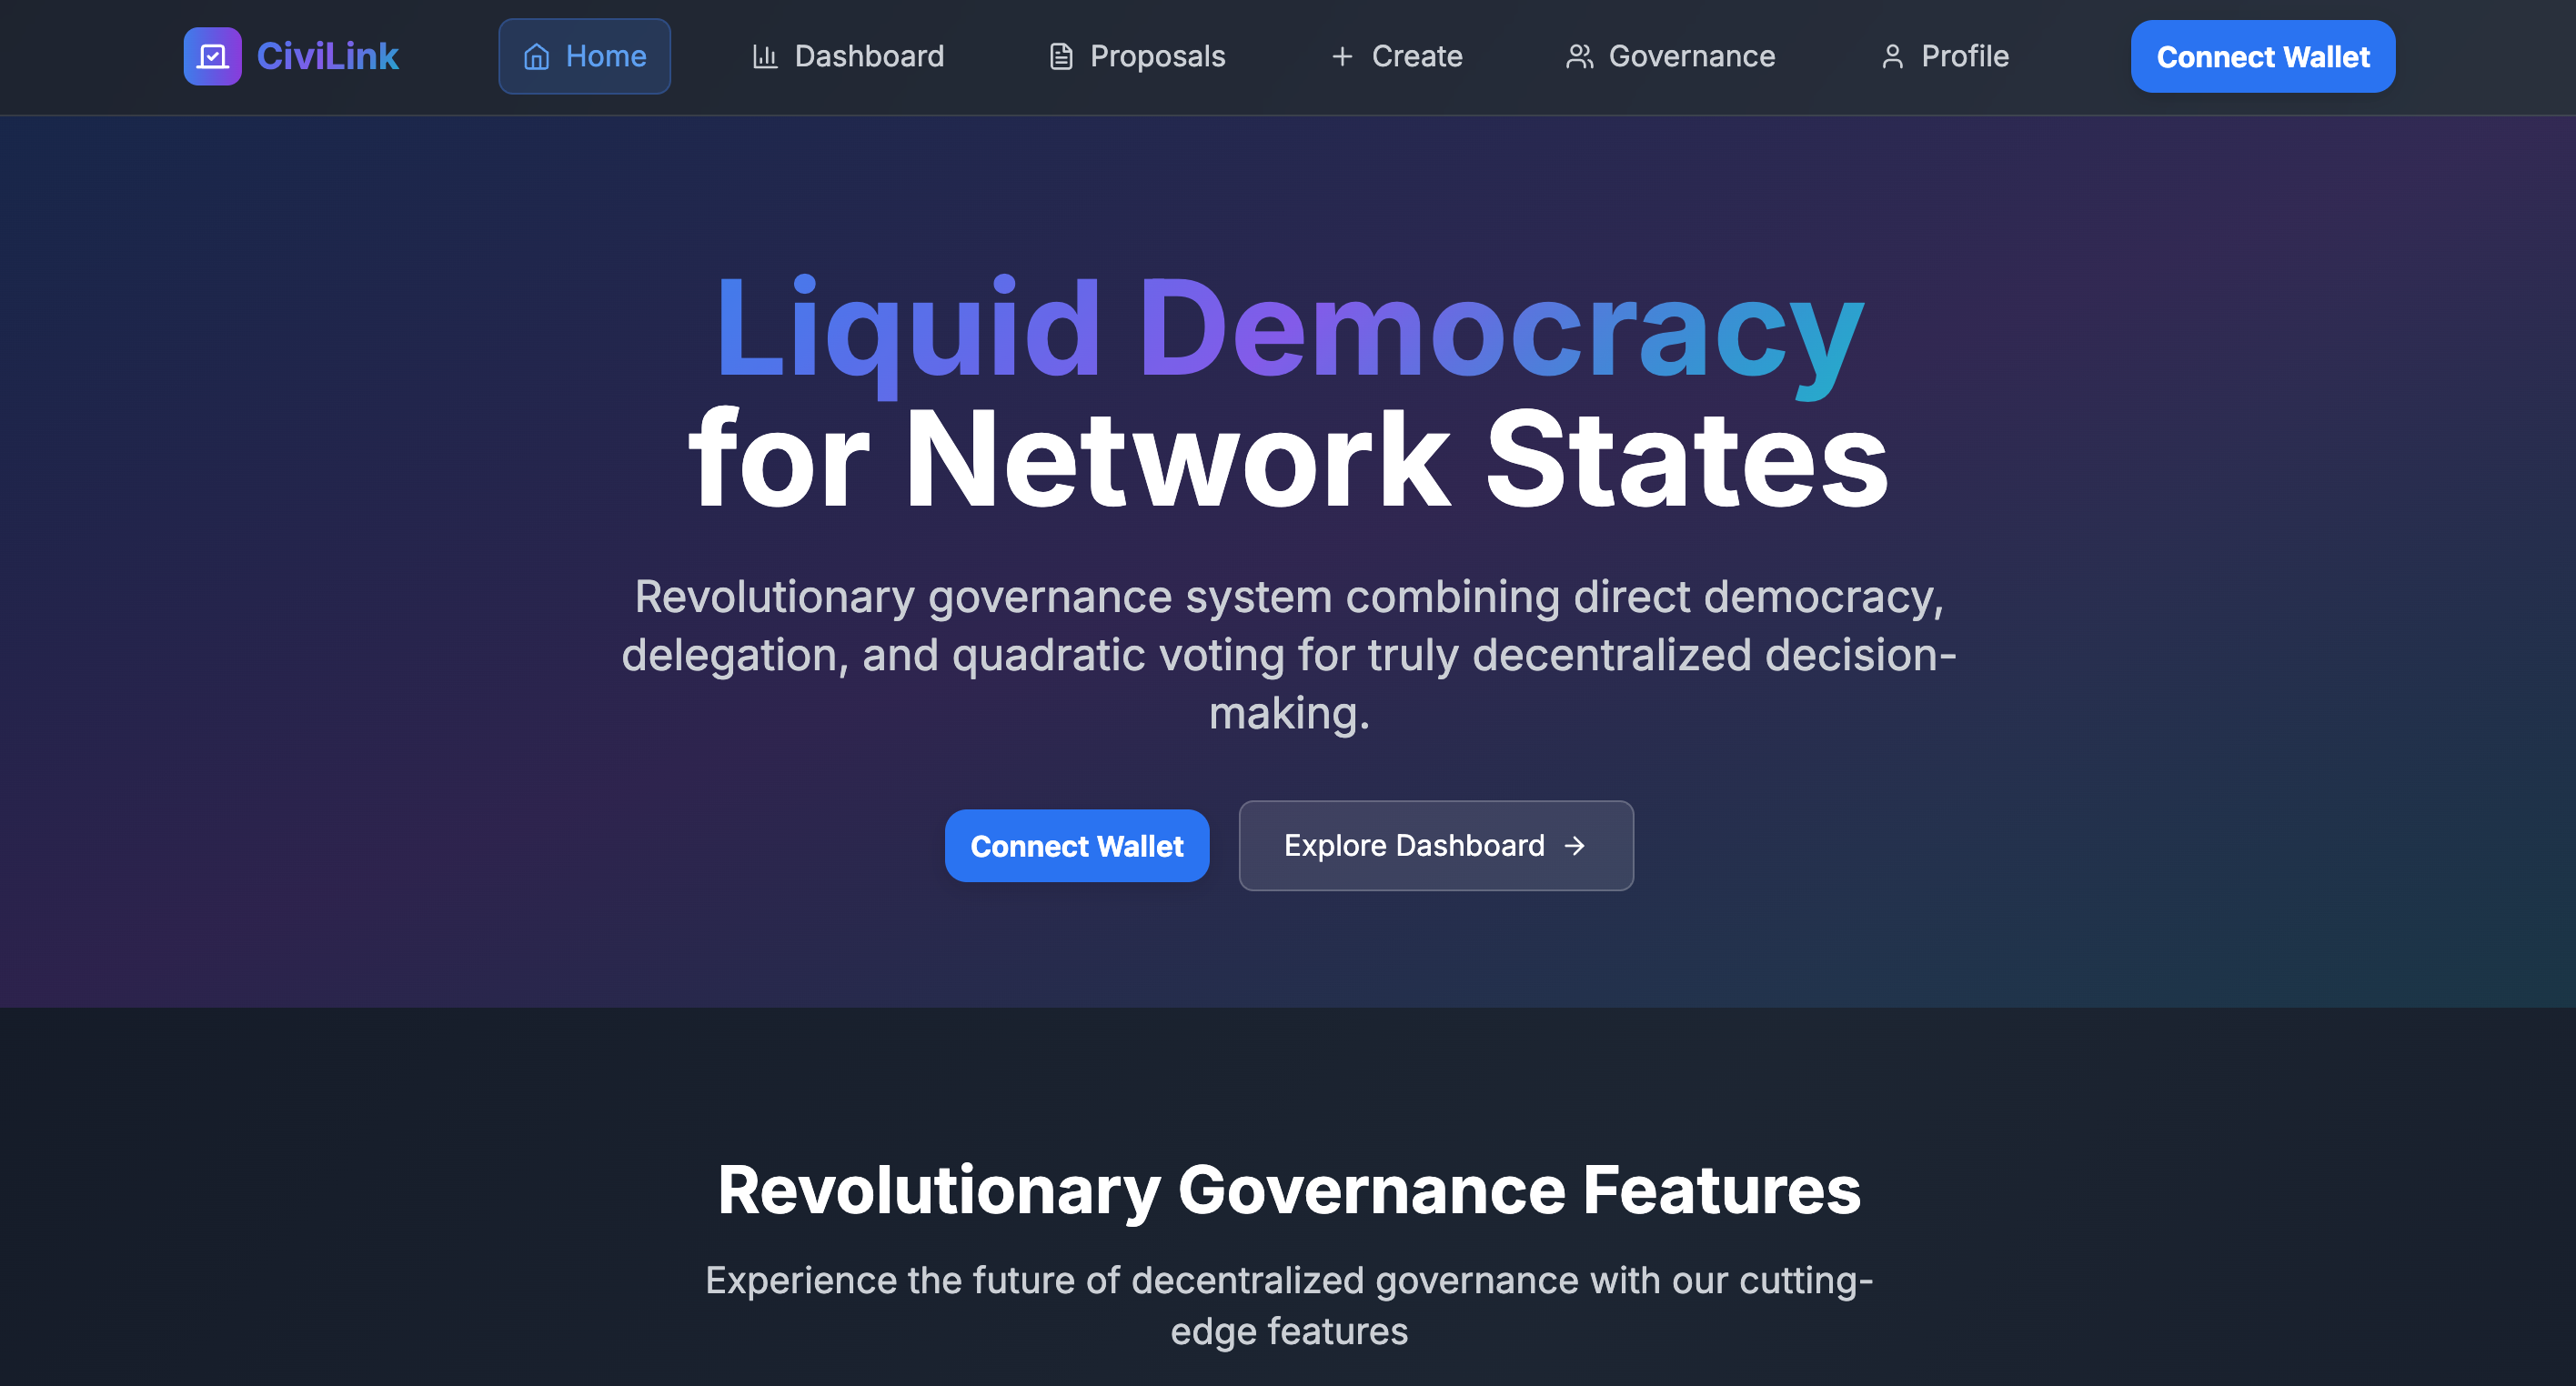 CiviLink Home Dashboard Proposals Create Governance Profile Connect Wallet
Liquid Democracy
for Network States
Revolutionary governance system combining direct democracy,
delegation, and quadratic voting for truly decentralized decision-
making.
Connect Wallet Explore Dashboard →
Revolutionary Governance Features
Experience the future of decentralized governance with our cutting-
edge features